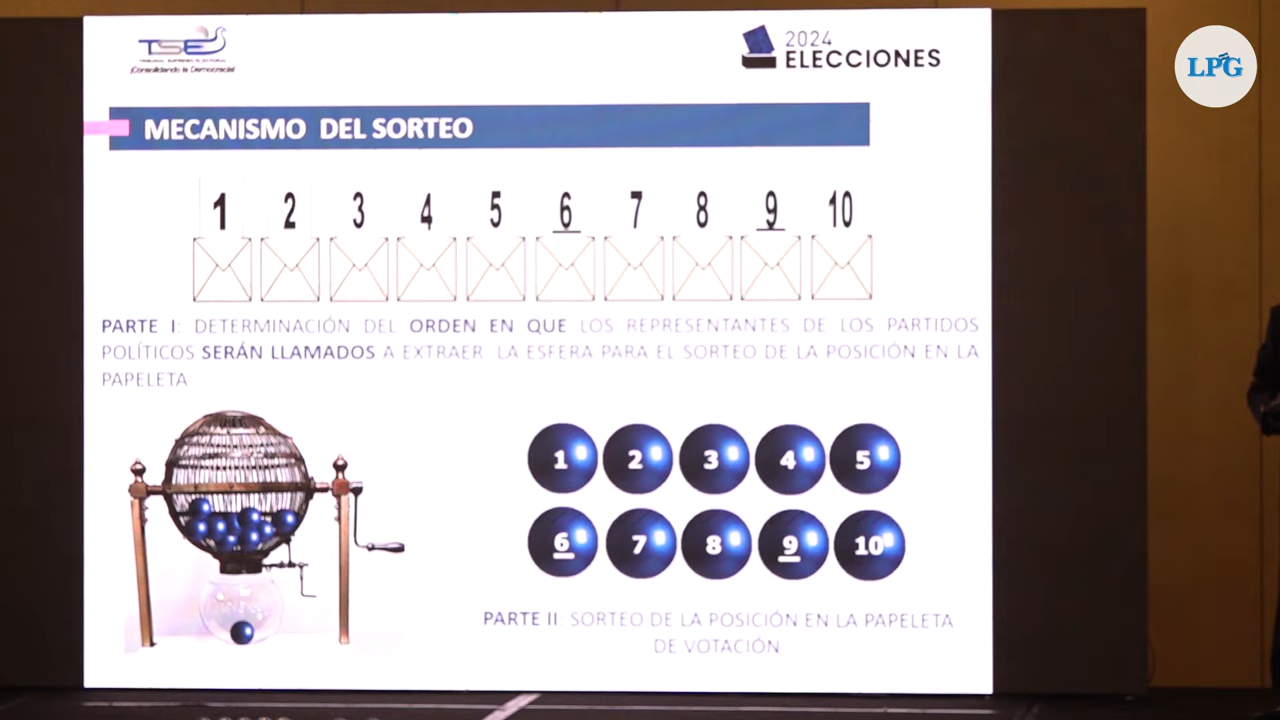 TSE
TRIBUNAL SUPREMO ELECTORAL
¡Consolidando la Democracia!
2024
ELECCIONES
LPG
MECANISMO DEL SORTEO
1 2 3 4 5 6 7 8 9 10
PARTE I: DETERMINACIÓN DEL ORDEN EN QUE LOS REPRESENTANTES DE LOS PARTIDOS
POLÍTICOS SERÁN LLAMADOS A EXTRAER LA ESFERA PARA EL SORTEO DE LA POSICIÓN EN LA
PAPELETA
1 2 3 4 5
6 7 8 9 10
PARTE II: SORTEO DE LA POSICIÓN EN LA PAPELETA
DE VOTACIÓN